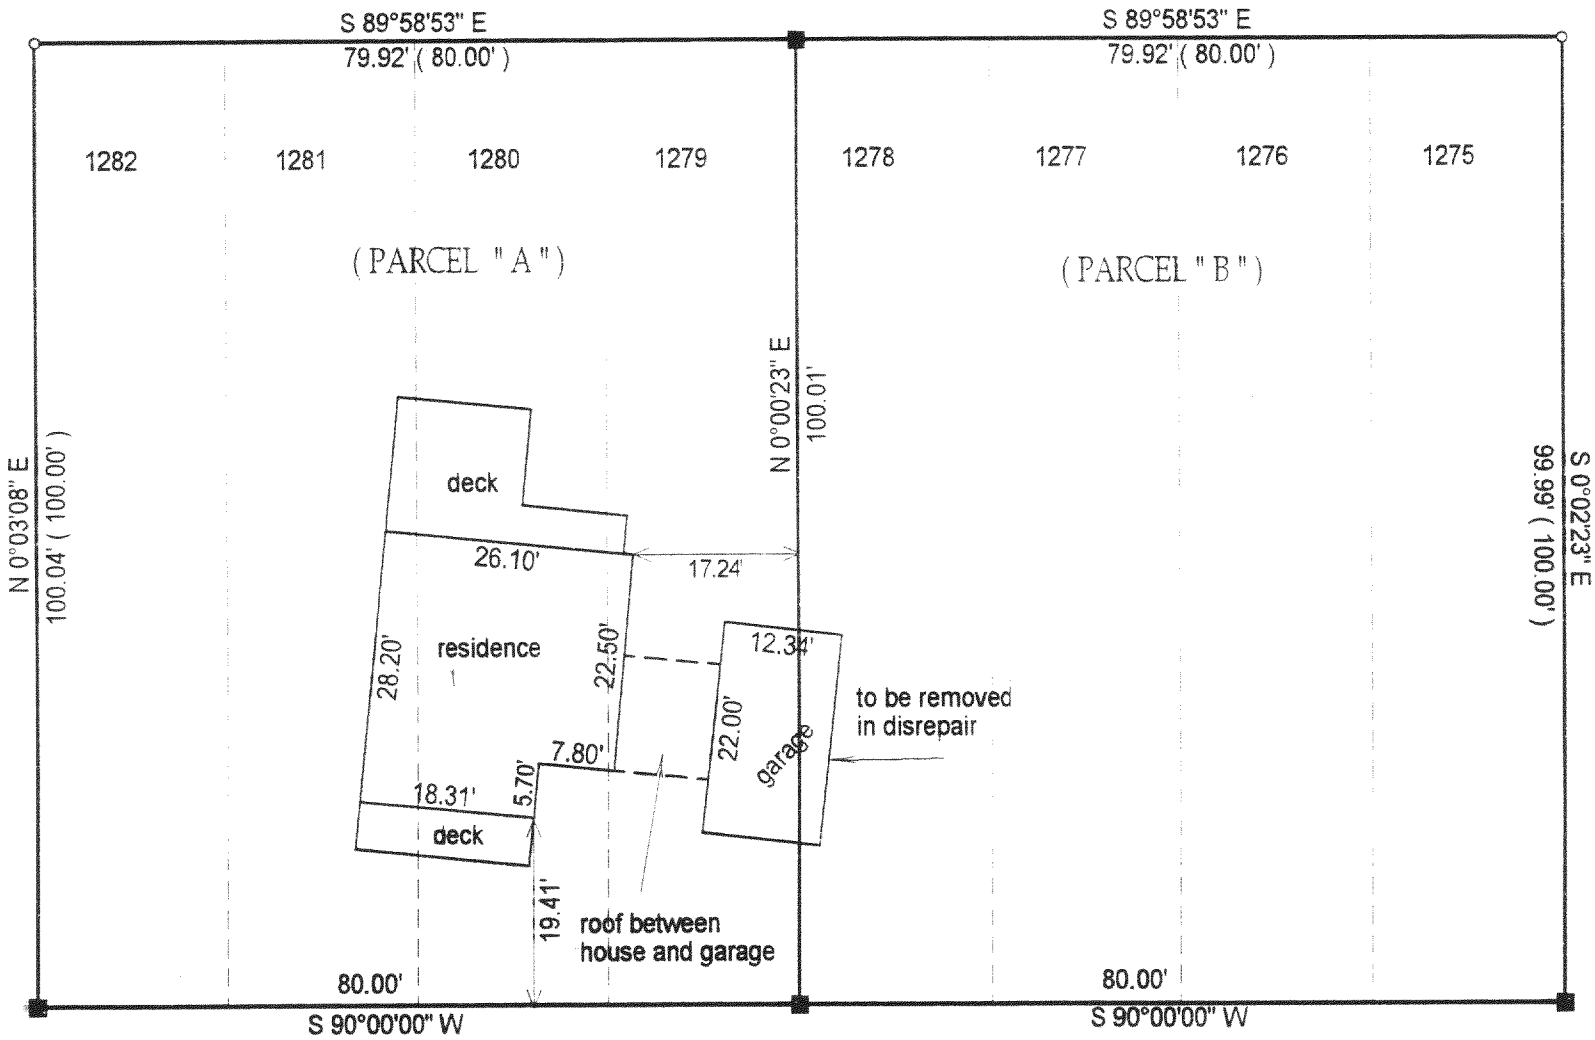 S 89°58'53" E
S 89°58'53" E
79.92' ( 80.00' )
79.92' ( 80.00' )
1282
1281
1280
1279
1278
1277
1276
1275
( PARCEL " A " )
( PARCEL " B " )
N 0°00'23" E
100.01'
N 0°03'08" E
100.04' ( 100.00' )
S 0°02'23" E
99.99' ( 100.00' )
deck
26.10'
17.24'
residence
28.20'
22.50'
12.34'
22.00'
garage
to be removed
in disrepair
7.80'
5.70'
18.31'
deck
19.41'
roof between
house and garage
80.00'
80.00'
S 90°00'00" W
S 90°00'00" W